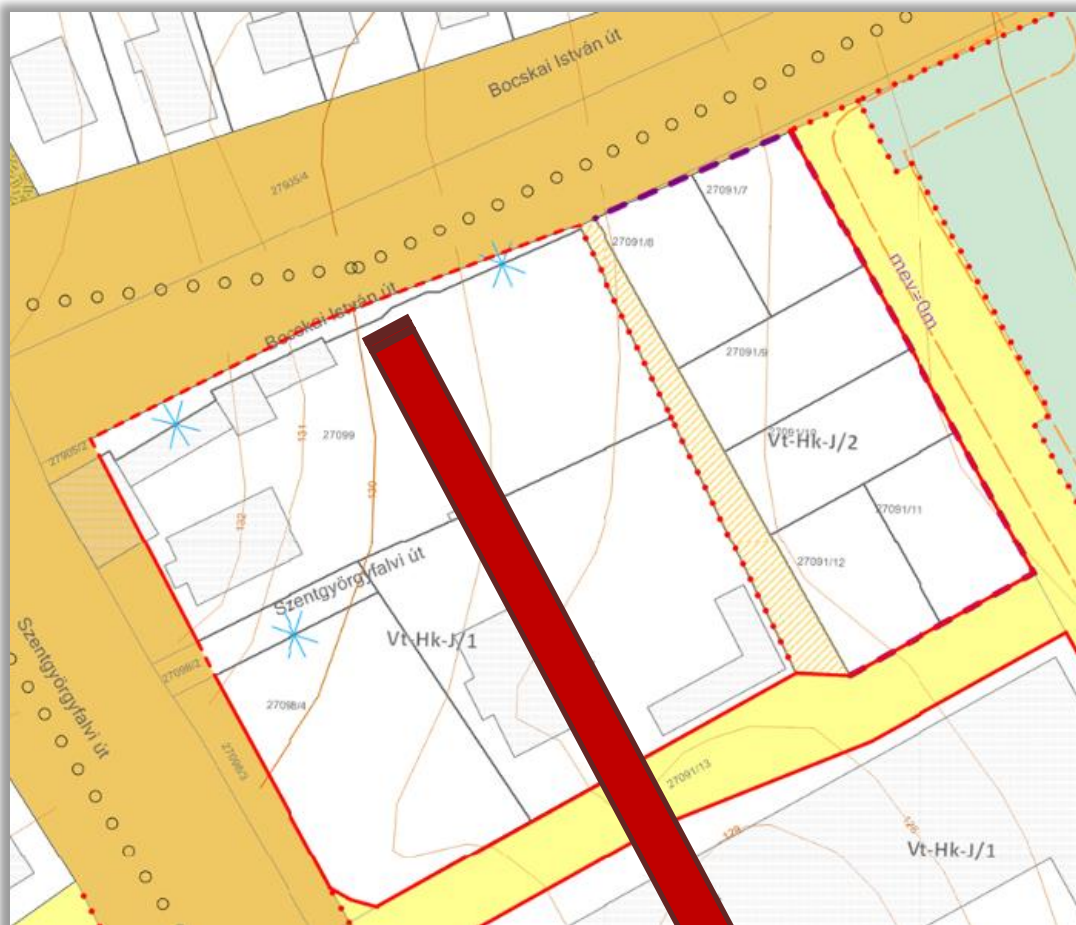 Bocskai István út
27935/4
27091/7
27091/8
mev=0m
Bocskai István út
27091/9
27905/2
27099
131
27091/10
Vt-Hk-J/2
130
132
27091/11
Szentgyörgyfalvi út
27091/12
Vt-Hk-J/1
Szentgyörgyfalvi út
27098/2
27098/4
27098/3
27091/13
129
128
Vt-Hk-J/1